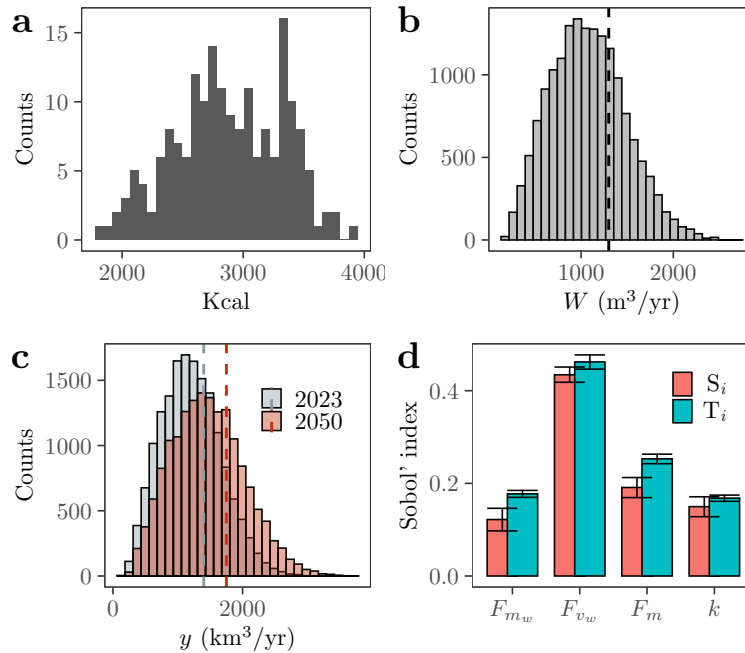 a
Counts
15
10
5
0
2000 3000 4000
Kcal
b
Counts
1000
500
0
1000 2000
W (m³/yr)
c
Counts
1500
1000
500
0
2023
2050
0 2000
y (km³/yr)
d
Sobol’ index
0.4
0.2
0.0
Sᵢ
Tᵢ
F_{m_w} F_{v_w} F_m k